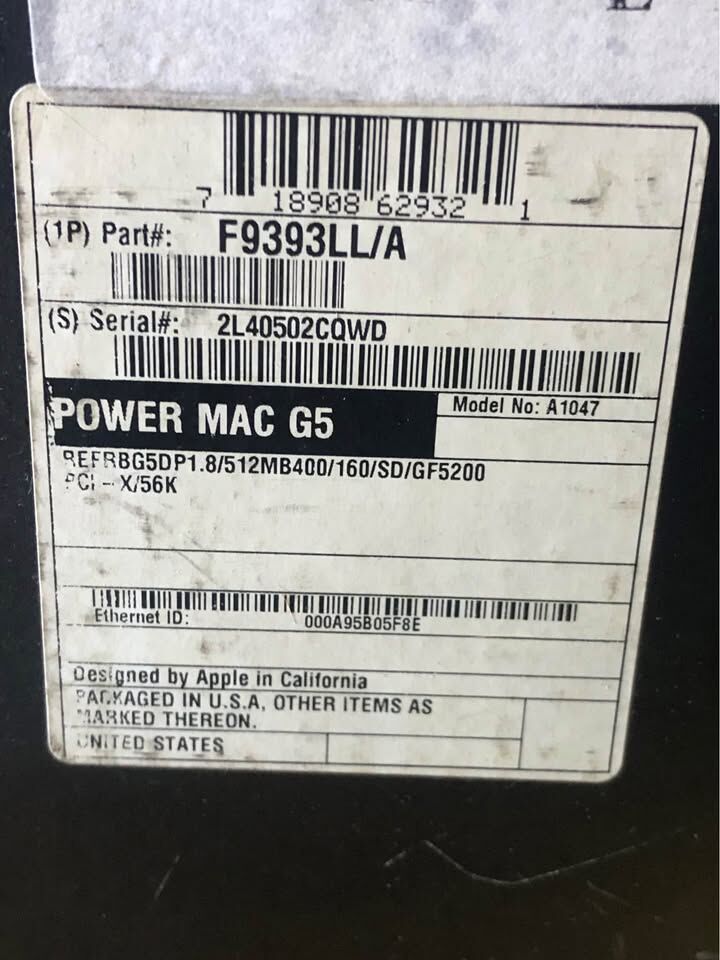 7 18908 62932 1
(1P) Part#: F9393LL/A
(S) Serial#: 2L40502CQWD
POWER MAC G5
Model No: A1047
REFRBG5DP1.8/512MB400/160/SD/GF5200
PCI - X/56K
Ethernet ID: 000A95B05F8E
Designed by Apple in California
PACKAGED IN U.S.A, OTHER ITEMS AS
MARKED THEREON.
UNITED STATES